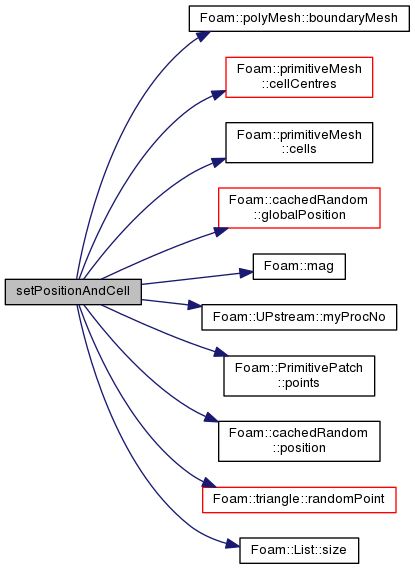 Foam::polyMesh::boundaryMesh
Foam::primitiveMesh
::cellCentres
Foam::primitiveMesh
::cells
Foam::cachedRandom
::globalPosition
Foam::mag
setPositionAndCell
Foam::UPstream::myProcNo
Foam::PrimitivePatch
::points
Foam::cachedRandom
::position
Foam::triangle::randomPoint
Foam::List::size